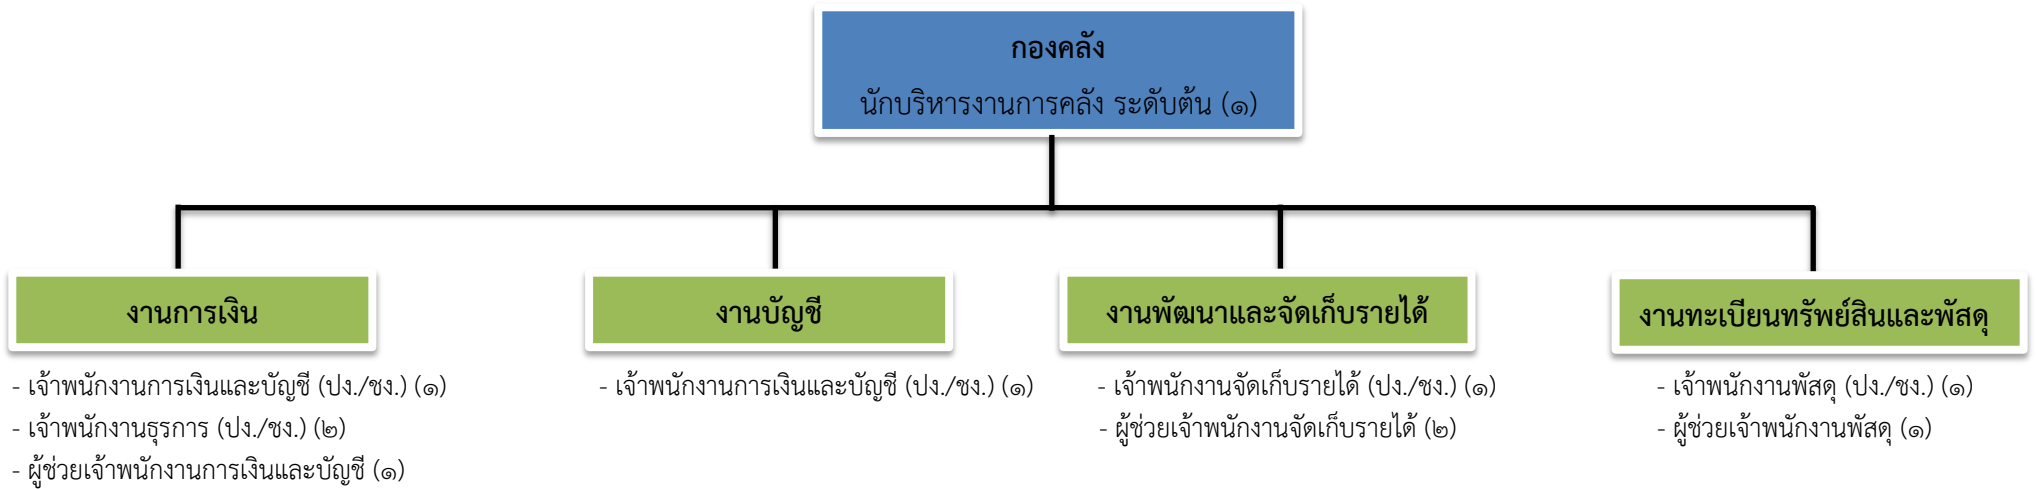 กองคลัง
นักบริหารงานการคลัง ระดับต้น (๑)
งานการเงิน
- เจ้าพนักงานการเงินและบัญชี (ปง./ชง.) (๑)
- เจ้าพนักงานธุรการ (ปง./ชง.) (๒)
- ผู้ช่วยเจ้าพนักงานการเงินและบัญชี (๑)
งานบัญชี
- เจ้าพนักงานการเงินและบัญชี (ปง./ชง.) (๑)
งานพัฒนาและจัดเก็บรายได้
- เจ้าพนักงานจัดเก็บรายได้ (ปง./ชง.) (๑)
- ผู้ช่วยเจ้าพนักงานจัดเก็บรายได้ (๒)
งานทะเบียนทรัพย์สินและพัสดุ
- เจ้าพนักงานพัสดุ (ปง./ชง.) (๑)
- ผู้ช่วยเจ้าพนักงานพัสดุ (๑)